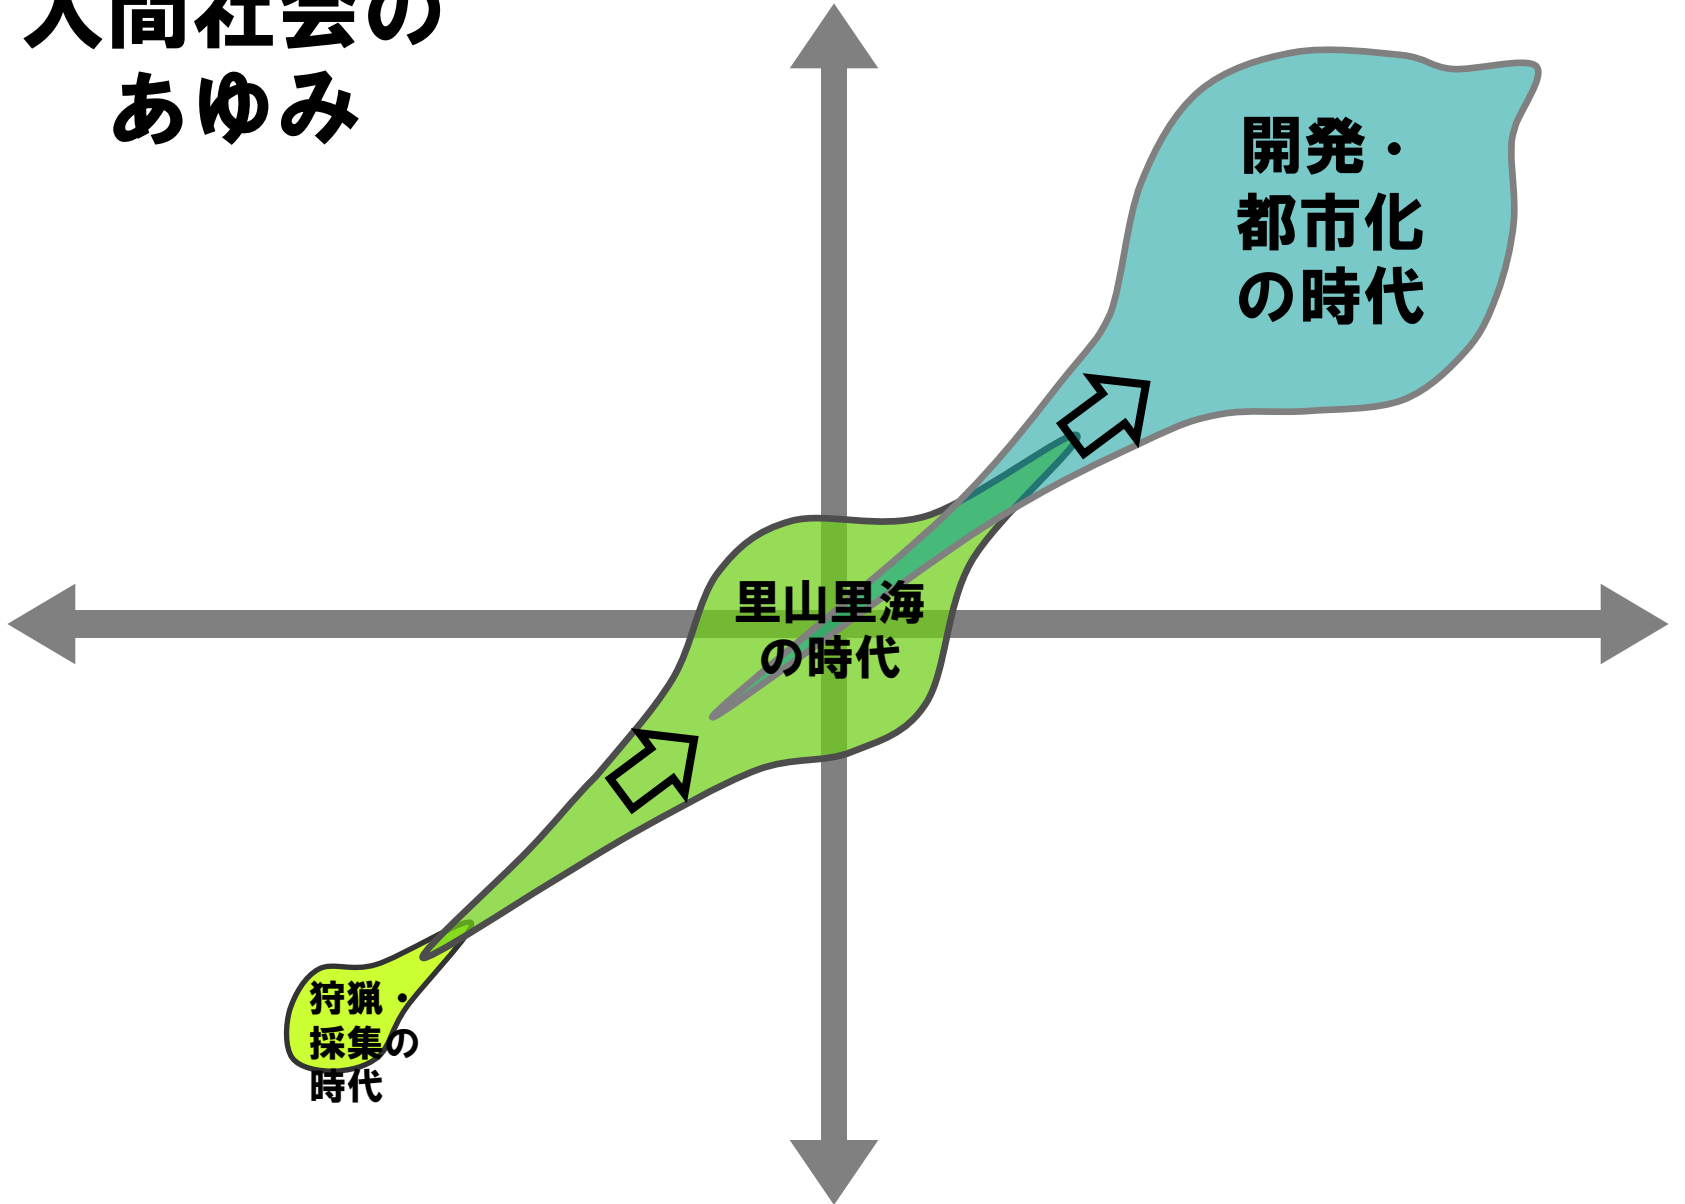 人間社会の
あゆみ
開発・
都市化
の時代
里山里海
の時代
狩猟・
採集の
時代